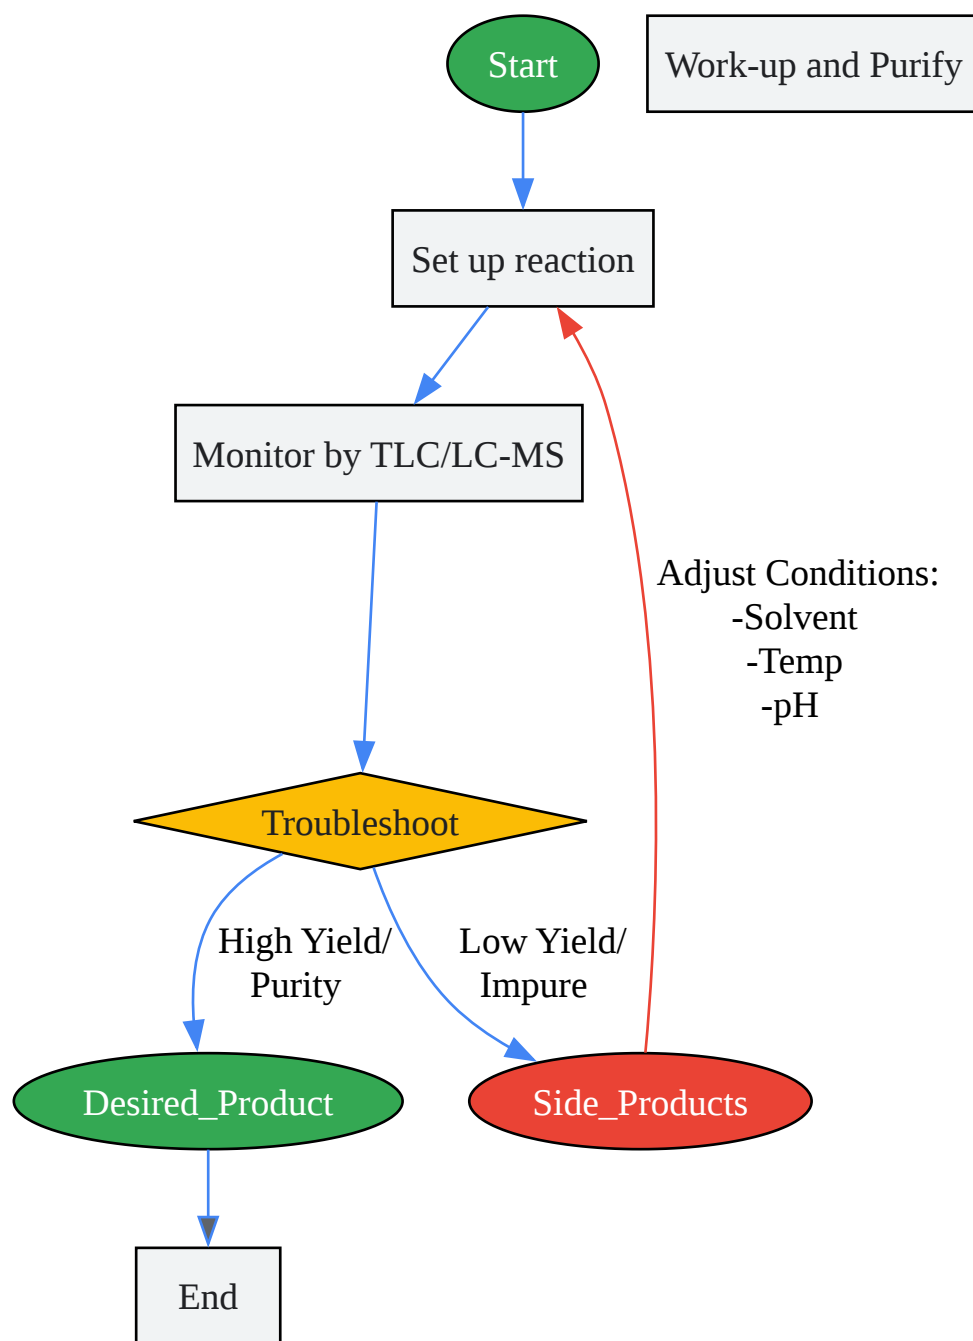 Start
Work-up and Purify
Set up reaction
Monitor by TLC/LC-MS
Adjust Conditions:
-Solvent
-Temp
-pH
Troubleshoot
High Yield/
Purity
Low Yield/
Impure
Desired_Product
Side_Products
End